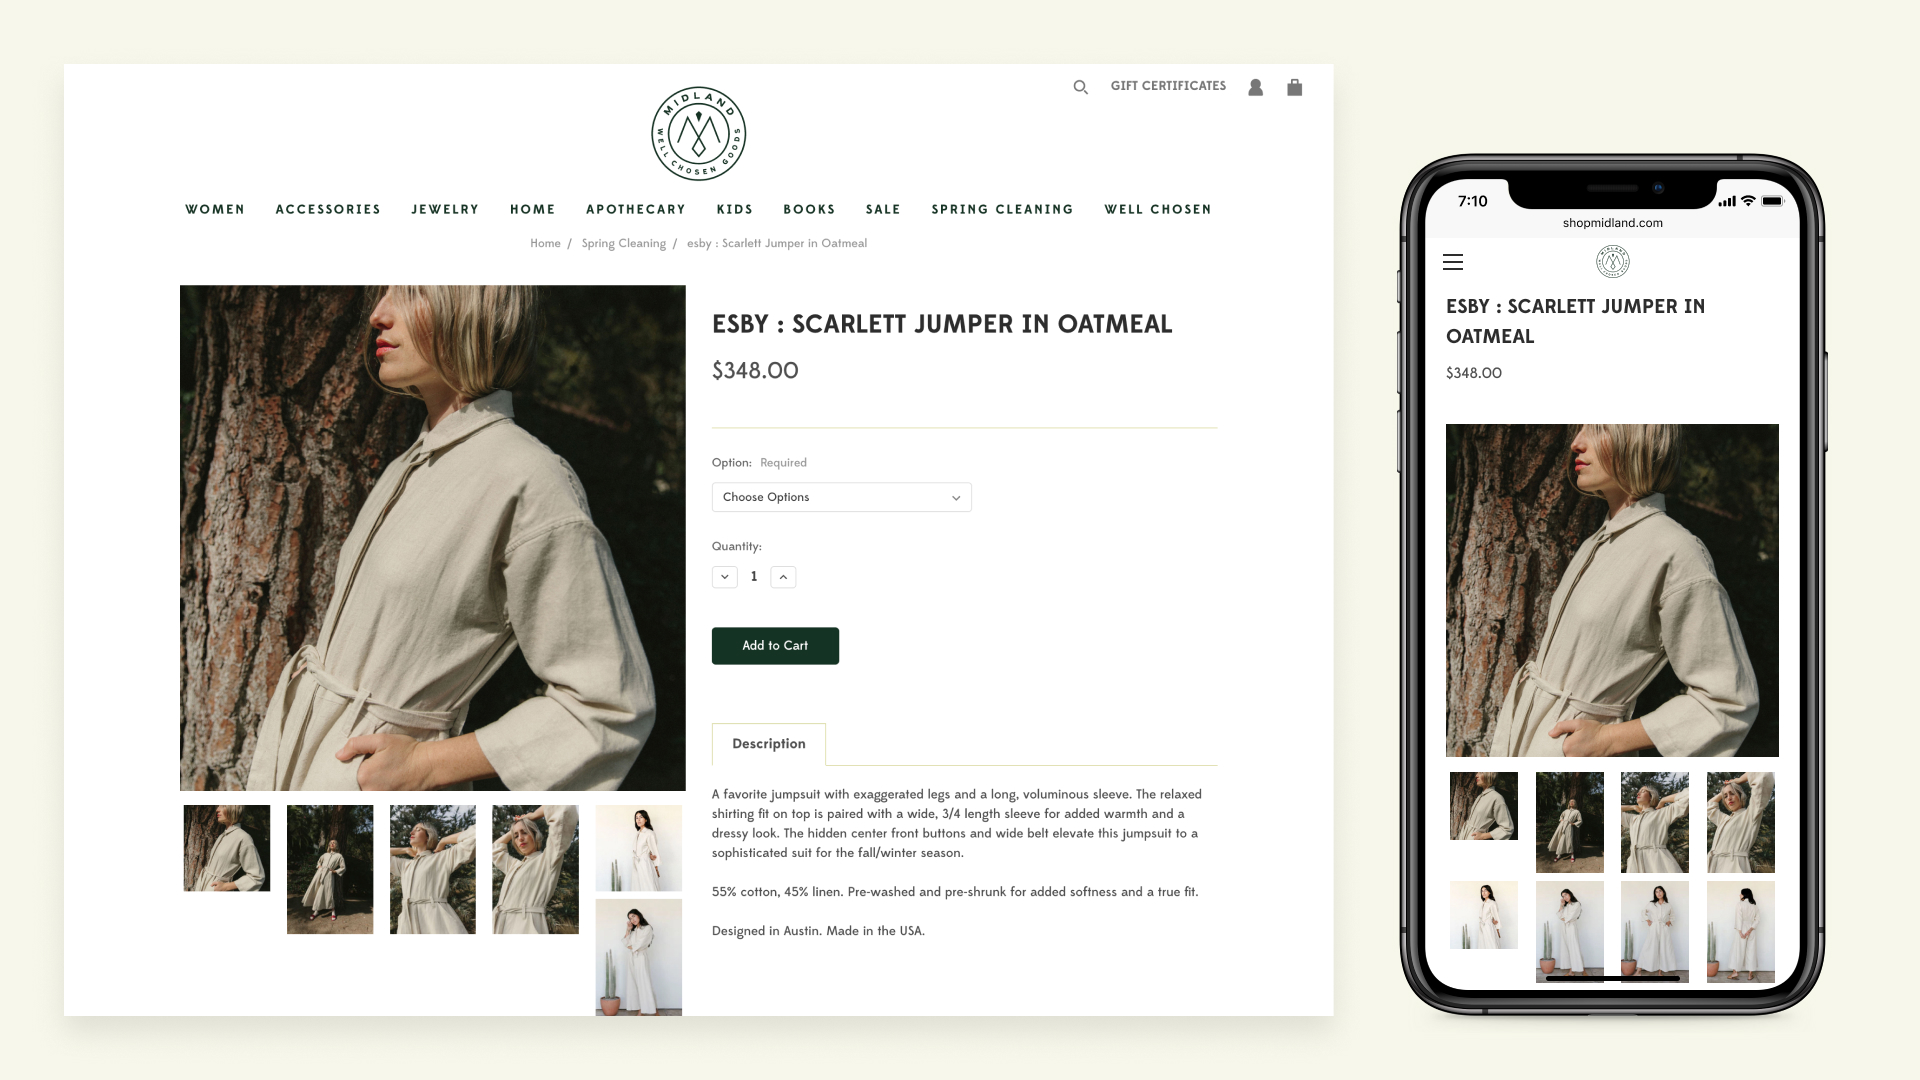 GIFT CERTIFICATES
MIDLAND
WELL CHOSEN GOODS
WOMEN ACCESSORIES JEWELRY HOME APOTHECARY KIDS BOOKS SALE SPRING CLEANING WELL CHOSEN
Home / Spring Cleaning / esby : Scarlett Jumper in Oatmeal
ESBY : SCARLETT JUMPER IN OATMEAL
$348.00
Option: Required
Choose Options
Quantity:
1
Add to Cart
Description
A favorite jumpsuit with exaggerated legs and a long, voluminous sleeve. The relaxed
shirting fit on top is paired with a wide, 3/4 length sleeve for added warmth and a
dressy look. The hidden center front buttons and wide belt elevate this jumpsuit to a
sophisticated suit for the fall/winter season.
55% cotton, 45% linen. Pre-washed and pre-shrunk for added softness and a true fit.
Designed in Austin. Made in the USA.
7:10
shopmidland.com
MIDLAND
WELL CHOSEN GOODS
ESBY : SCARLETT JUMPER IN
OATMEAL
$348.00